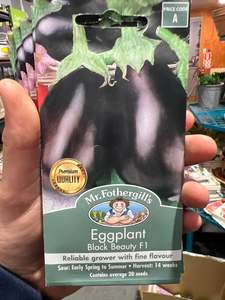 PRICE CODE
A
Premium
QUALITY
Mr. Fothergill's
Eggplant
Black Beauty F1
Reliable grower with fine flavour
Sow: Early Spring to Summer • Harvest: 14 weeks
Contains average 20 seeds